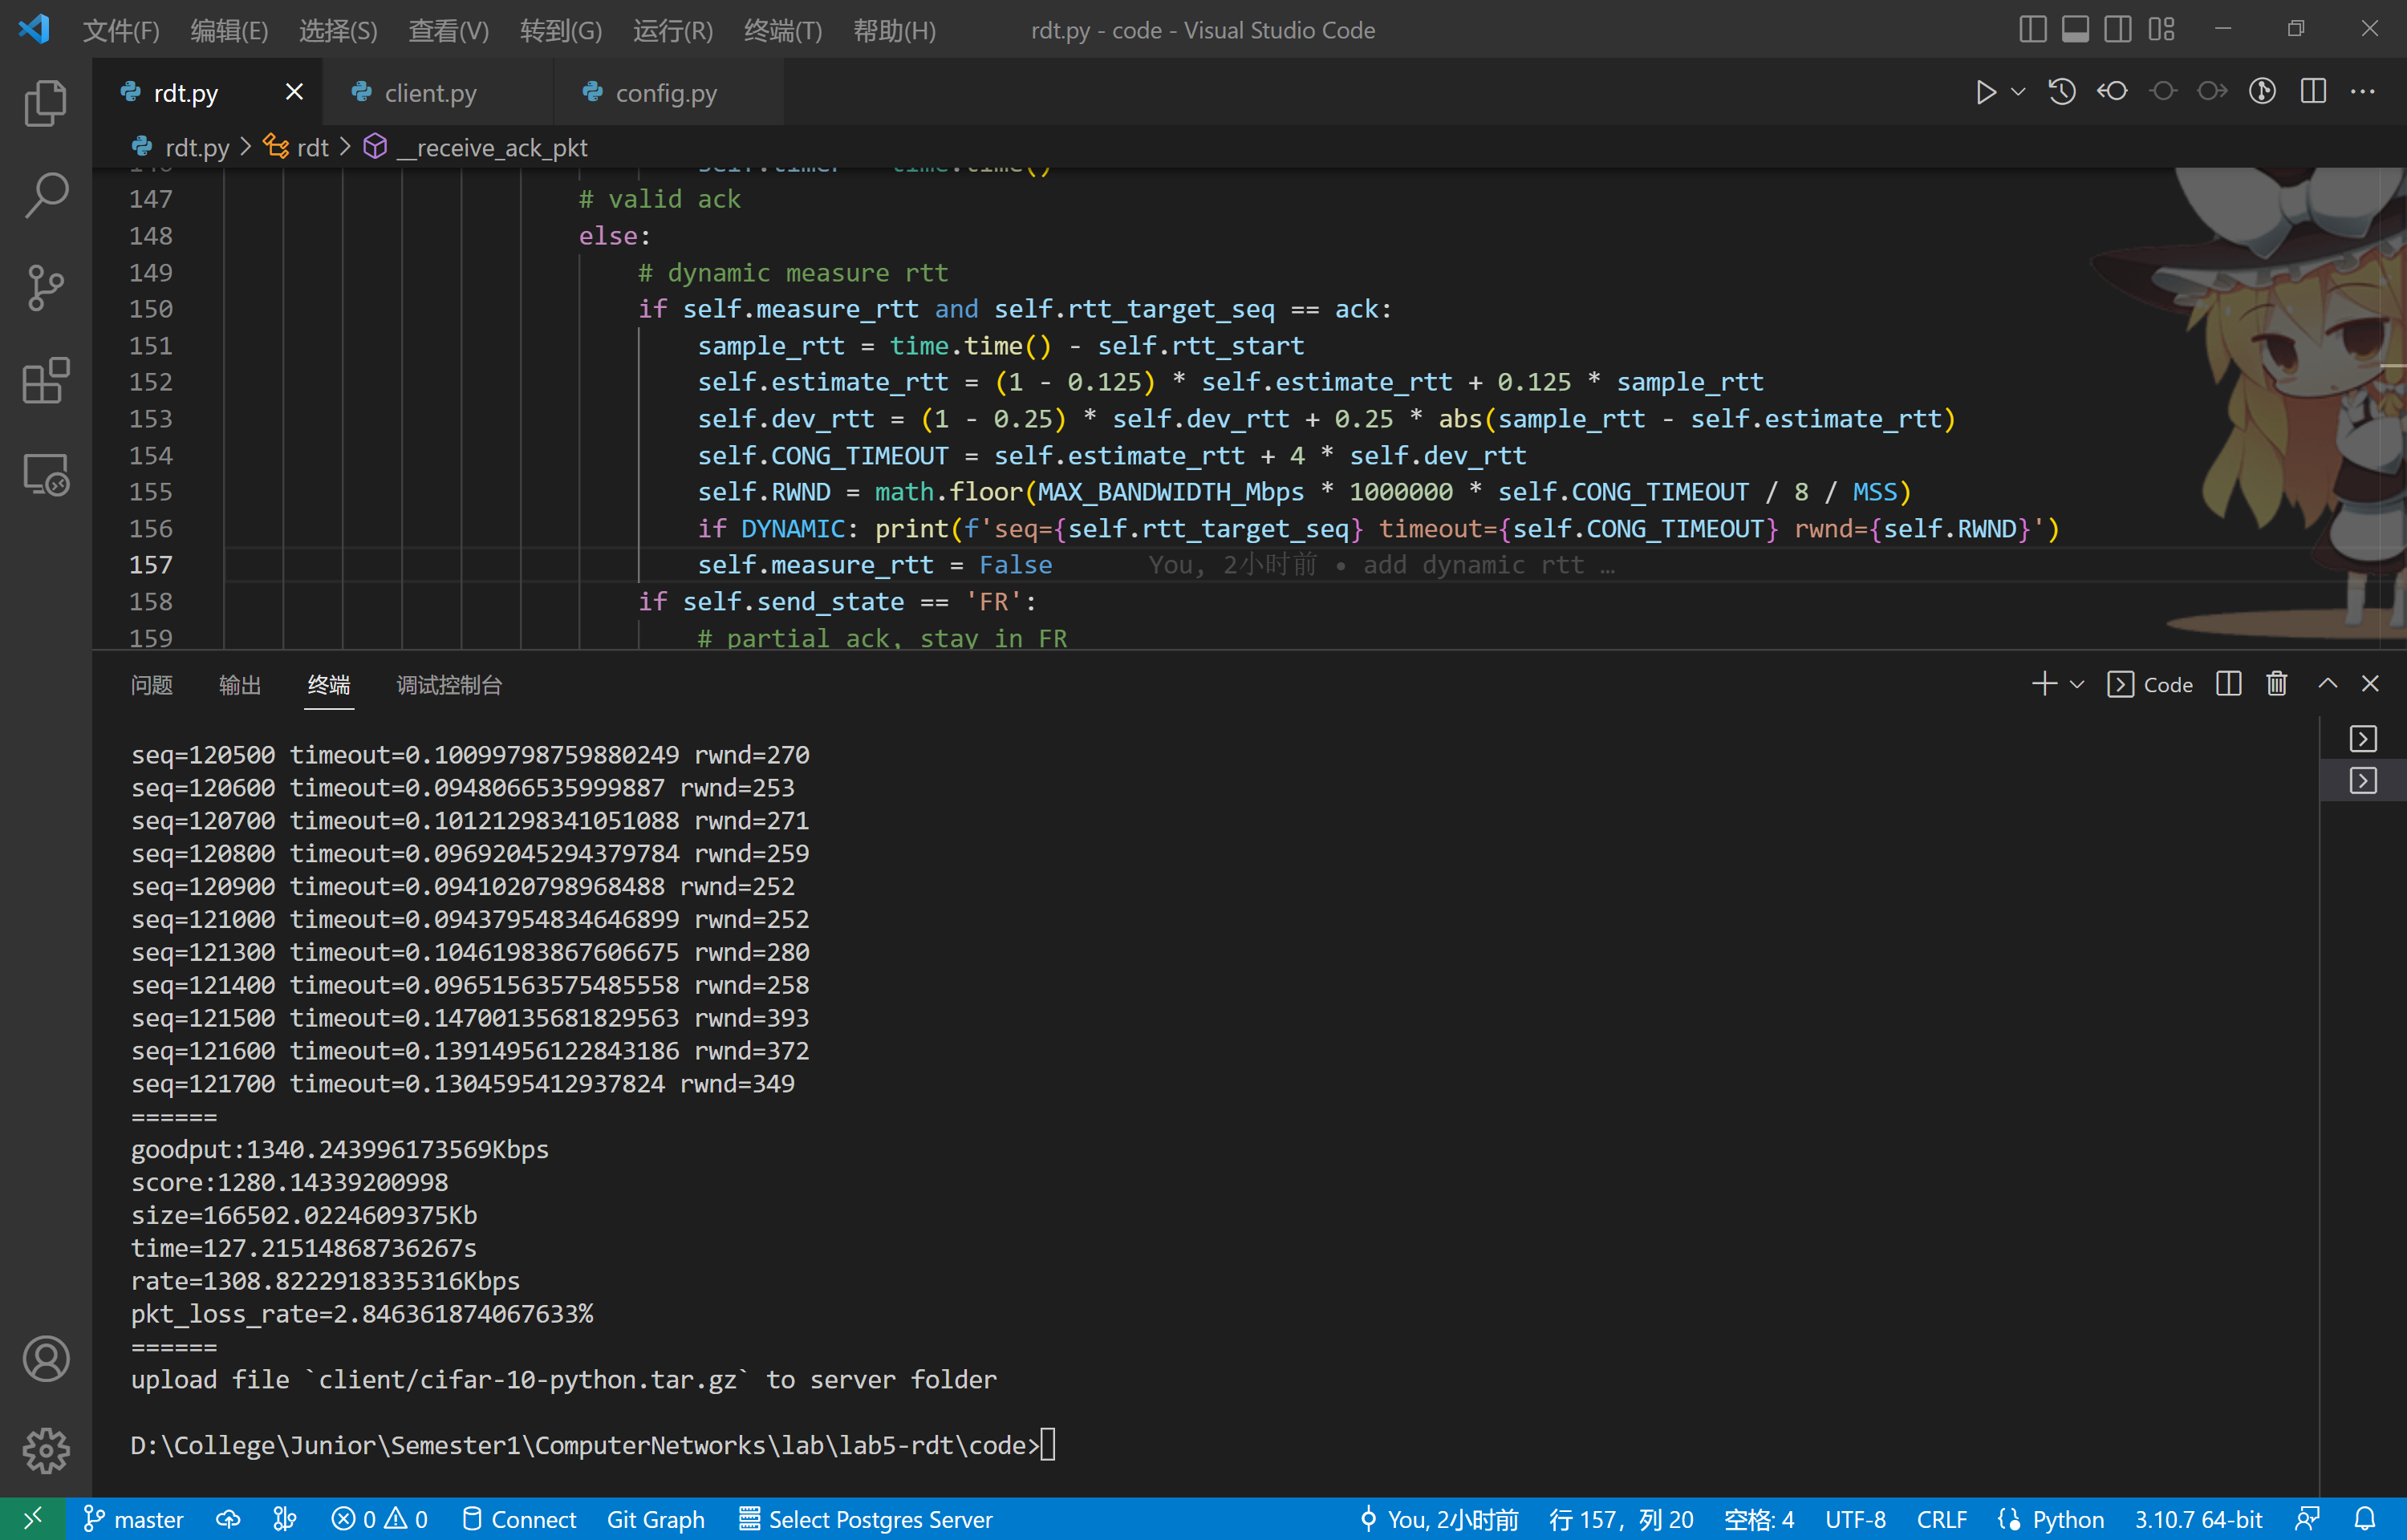 文件(F) 编辑(E) 选择(S) 查看(V) 转到(G) 运行(R) 终端(T) 帮助(H) rdt.py - code - Visual Studio Code
rdt.py client.py config.py
rdt.py > rdt > __receive_ack_pkt
147 # valid ack
148 else:
149 # dynamic measure rtt
150 if self.measure_rtt and self.rtt_target_seq == ack:
151 sample_rtt = time.time() - self.rtt_start
152 self.estimate_rtt = (1 - 0.125) * self.estimate_rtt + 0.125 * sample_rtt
153 self.dev_rtt = (1 - 0.25) * self.dev_rtt + 0.25 * abs(sample_rtt - self.estimate_rtt)
154 self.CONG_TIMEOUT = self.estimate_rtt + 4 * self.dev_rtt
155 self.RWND = math.floor(MAX_BANDWIDTH_Mbps * 1000000 * self.CONG_TIMEOUT / 8 / MSS)
156 if DYNAMIC: print(f'seq={self.rtt_target_seq} timeout={self.CONG_TIMEOUT} rwnd={self.RWND}')
157 self.measure_rtt = False You, 2小时前 • add dynamic rtt …
158 if self.send_state == 'FR':
159 # partial ack, stay in FR
问题 输出 终端 调试控制台 Code
seq=120500 timeout=0.10099798759880249 rwnd=270
seq=120600 timeout=0.0948066535999887 rwnd=253
seq=120700 timeout=0.10121298341051088 rwnd=271
seq=120800 timeout=0.09692045294379784 rwnd=259
seq=120900 timeout=0.0941020798968488 rwnd=252
seq=121000 timeout=0.09437954834646899 rwnd=252
seq=121300 timeout=0.10461983867606675 rwnd=280
seq=121400 timeout=0.09651563575485558 rwnd=258
seq=121500 timeout=0.14700135681829563 rwnd=393
seq=121600 timeout=0.13914956122843186 rwnd=372
seq=121700 timeout=0.1304595412937824 rwnd=349
======
goodput:1340.243996173569Kbps
score:1280.14339200998
size=166502.0224609375Kb
time=127.21514868736267s
rate=1308.8222918335316Kbps
pkt_loss_rate=2.846361874067633%
======
upload file `client/cifar-10-python.tar.gz` to server folder
D:\College\Junior\Semester1\ComputerNetworks\lab\lab5-rdt\code>
master 0 0 Connect Git Graph Select Postgres Server You, 2小时前 行 157，列 20 空格: 4 UTF-8 CRLF Python 3.10.7 64-bit